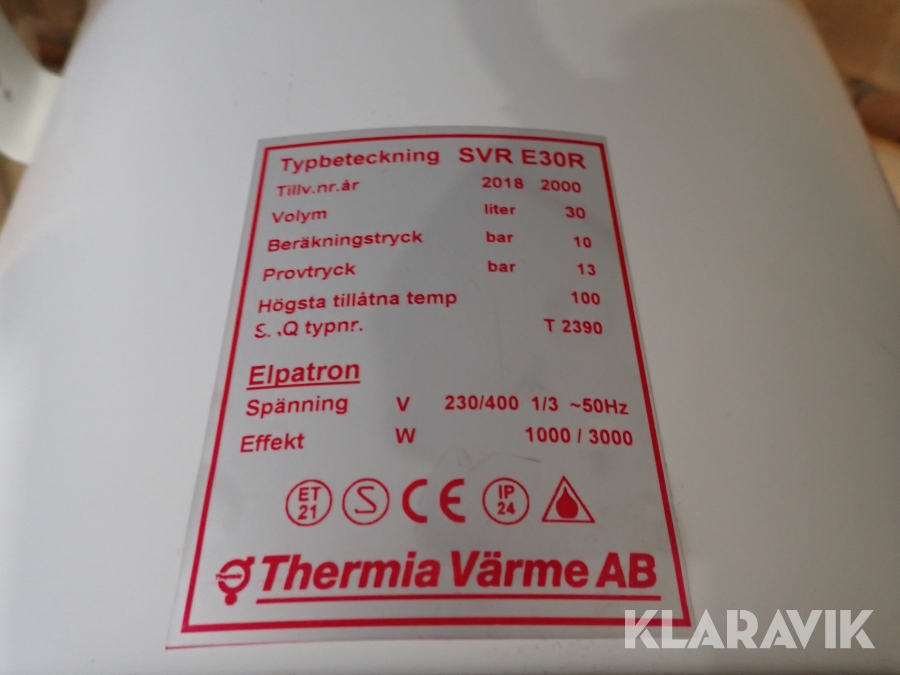 Typbeteckning SVR E30R
Tillv.nr.år 2018 2000
Volym liter 30
Beräkningstryck bar 10
Provtryck bar 13
Högsta tillåtna temp 100
typnr. T 2390
Elpatron
Spänning V 230/400 1/3 ~50Hz
Effekt W 1000 / 3000
ET 21 S CE IP 24
Thermia Thermia Värme AB
KLARAVIK